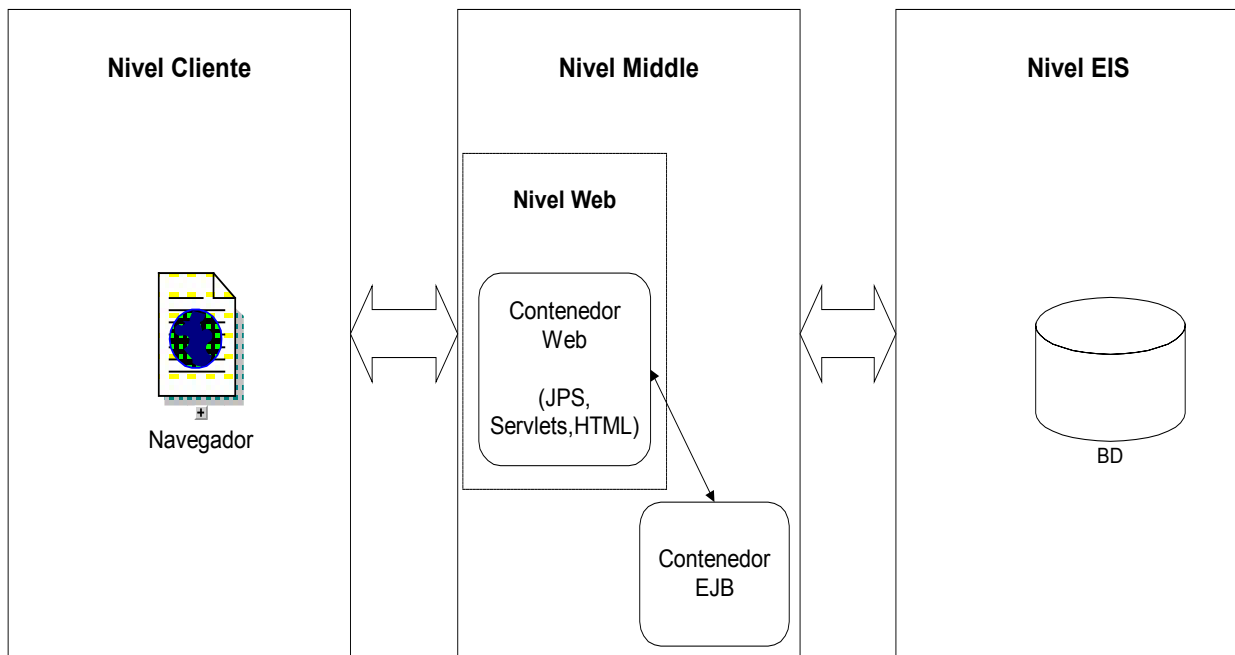 Nivel Cliente
Navegador
Nivel Middle
Nivel Web
Contenedor
Web
(JPS,
Servlets,HTML)
Contenedor
EJB
Nivel EIS
BD